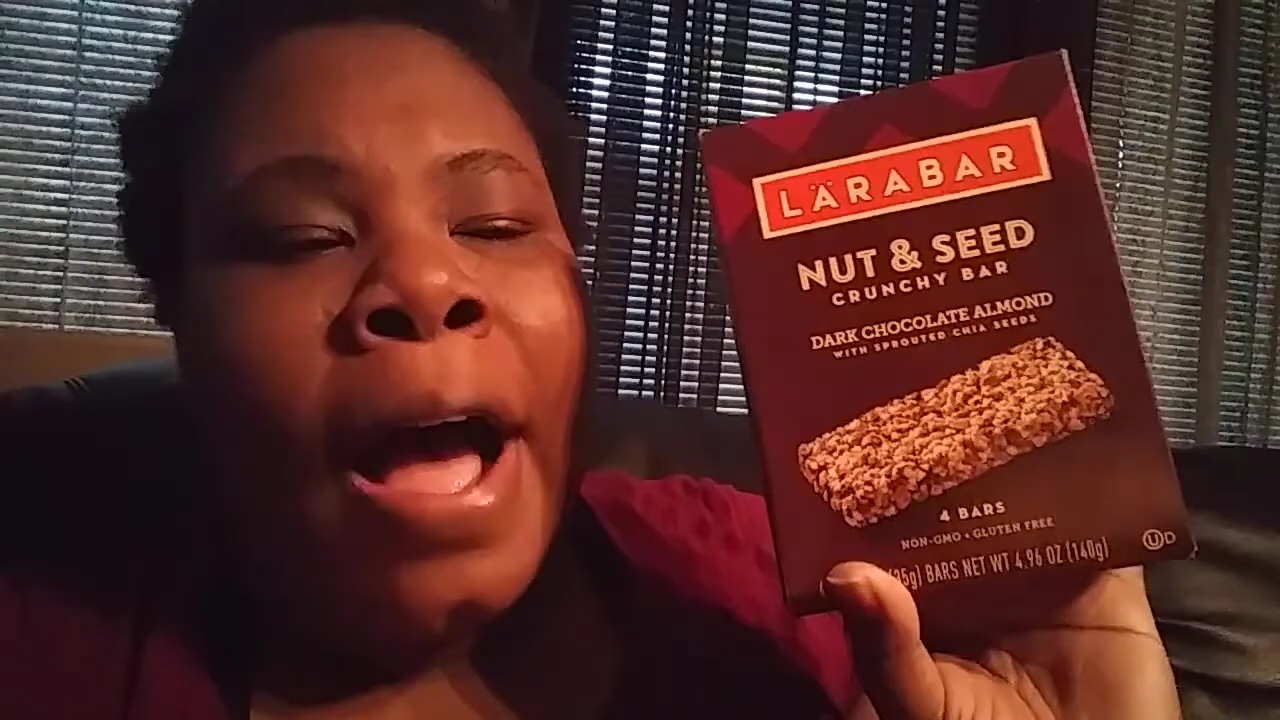 LÄRABAR
NUT & SEED
CRUNCHY BAR
DARK CHOCOLATE ALMOND
WITH SPROUTED CHIA SEEDS
4 BARS
NON-GMO • GLUTEN FREE
35g) BARS NET WT 4.96 OZ (140g)
U D